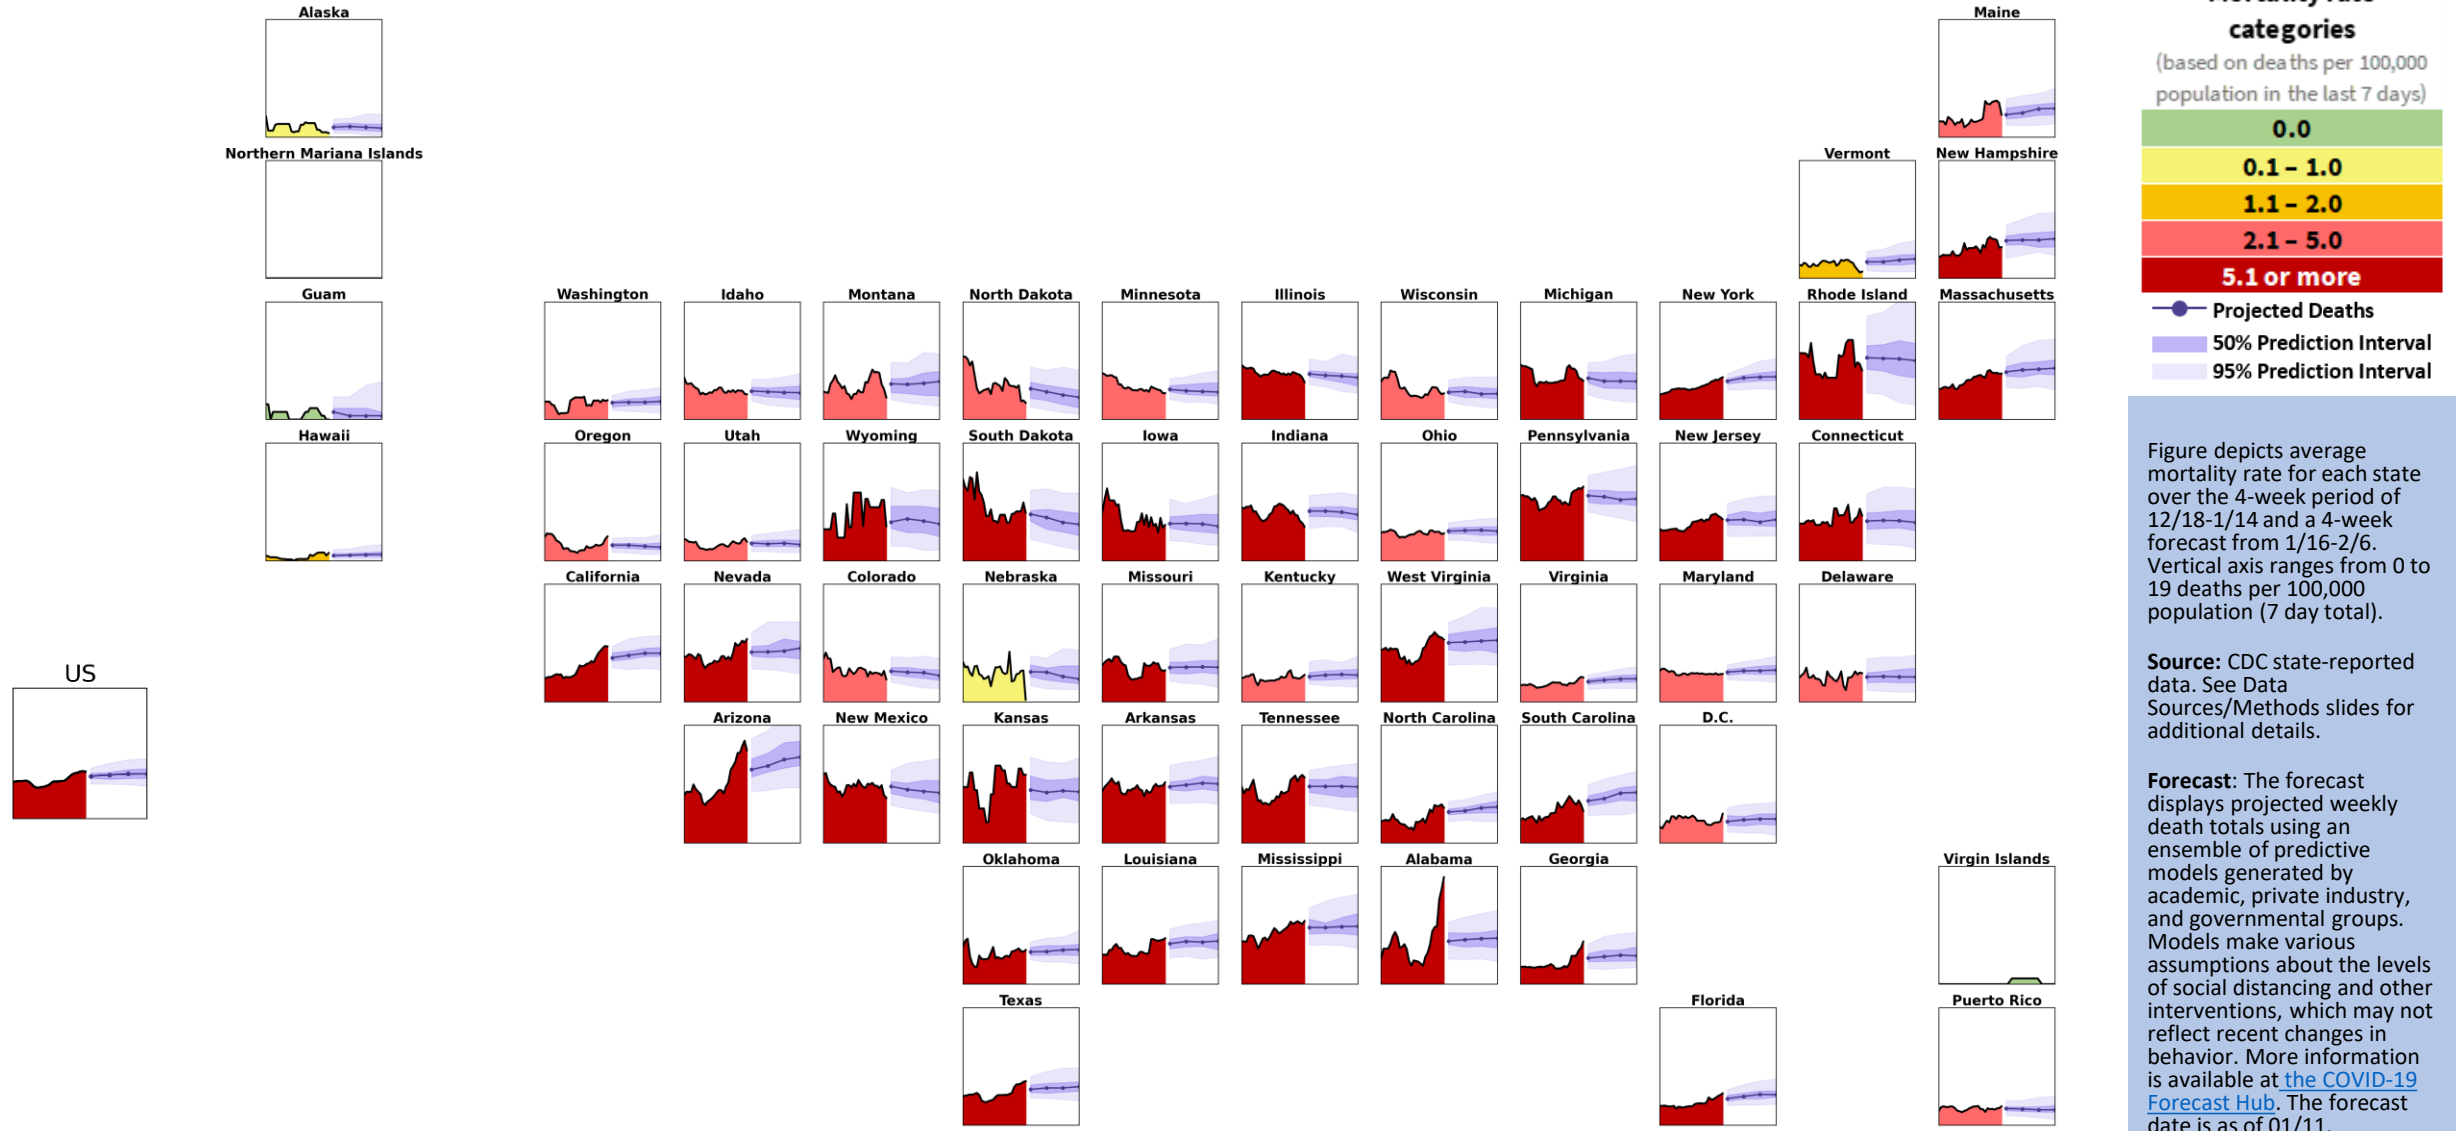 Alaska
Maine
Mortality rate
categories
(based on deaths per 100,000
population in the last 7 days)
0.0
0.1 – 1.0
1.1 – 2.0
2.1 – 5.0
5.1 or more
Projected Deaths
50% Prediction Interval
95% Prediction Interval
Northern Mariana Islands
Vermont
New Hampshire
Guam
Washington
Idaho
Montana
North Dakota
Minnesota
Illinois
Wisconsin
Michigan
New York
Rhode Island
Massachusetts
Hawaii
Oregon
Utah
Wyoming
South Dakota
Iowa
Indiana
Ohio
Pennsylvania
New Jersey
Connecticut
California
Nevada
Colorado
Nebraska
Missouri
Kentucky
West Virginia
Virginia
Maryland
Delaware
US
Arizona
New Mexico
Kansas
Arkansas
Tennessee
North Carolina
South Carolina
D.C.
Oklahoma
Louisiana
Mississippi
Alabama
Georgia
Virgin Islands
Texas
Florida
Puerto Rico
Figure depicts average
mortality rate for each state
over the 4-week period of
12/18-1/14 and a 4-week
forecast from 1/16-2/6.
Vertical axis ranges from 0 to
19 deaths per 100,000
population (7 day total).
Source: CDC state-reported
data. See Data
Sources/Methods slides for
additional details.
Forecast: The forecast
displays projected weekly
death totals using an
ensemble of predictive
models generated by
academic, private industry,
and governmental groups.
Models make various
assumptions about the levels
of social distancing and other
interventions, which may not
reflect recent changes in
behavior. More information
is available at the COVID-19
Forecast Hub. The forecast
date is as of 01/11.